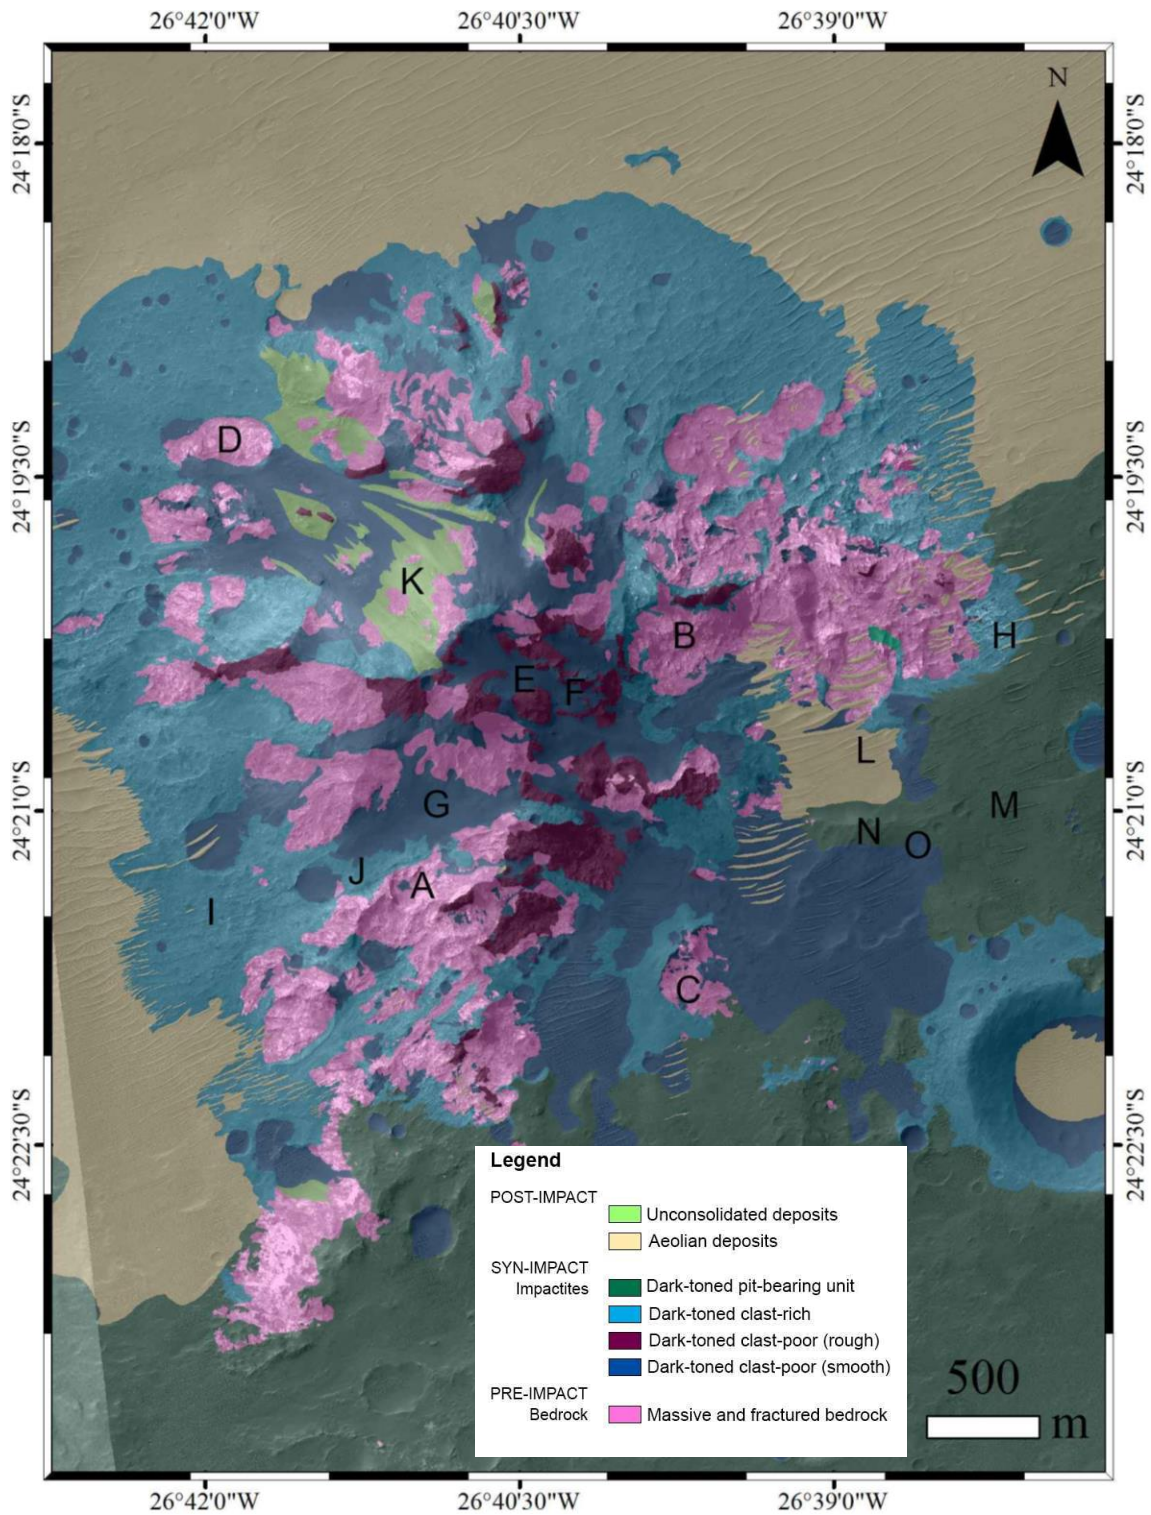 26°42'0"W 26°40'30"W 26°39'0"W
N
24°18'0"S 24°18'0"S
24°19'30"S 24°19'30"S
24°21'0"S 24°21'0"S
24°22'30"S 24°22'30"S
D
K
B
H
E
F
L
G
M
N
O
J
A
I
C
Legend
POST-IMPACT
Unconsolidated deposits
Aeolian deposits
SYN-IMPACT
Impactites
Dark-toned pit-bearing unit
Dark-toned clast-rich
Dark-toned clast-poor (rough)
Dark-toned clast-poor (smooth)
PRE-IMPACT
Bedrock
Massive and fractured bedrock
500
m
26°42'0"W 26°40'30"W 26°39'0"W